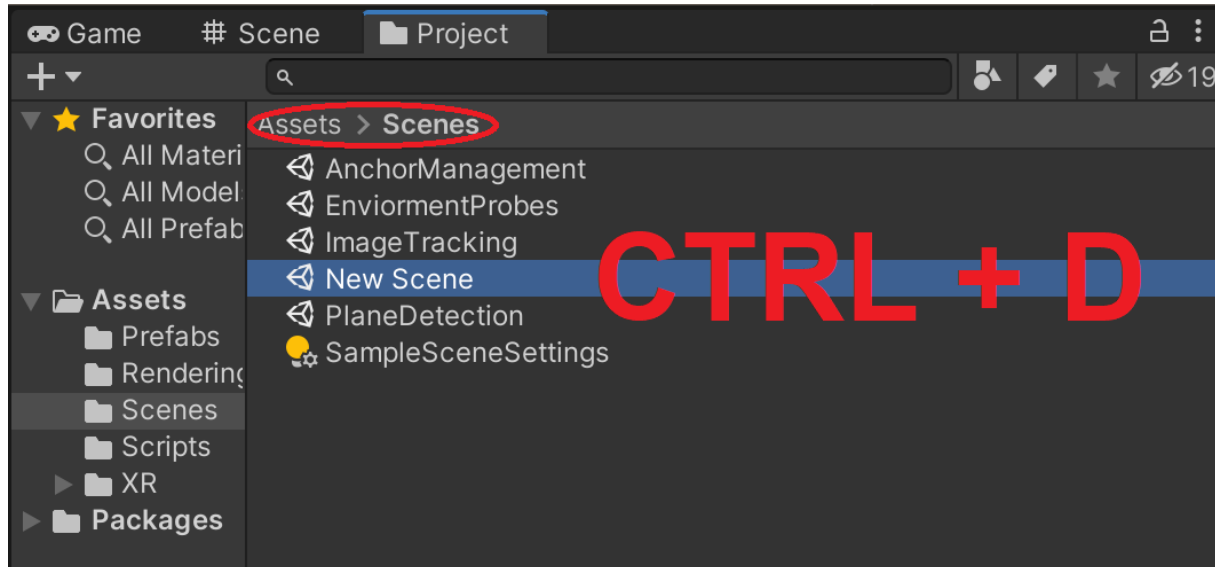 Game Scene Project
19
Favorites
All Materi
All Model
All Prefab
Assets
Prefabs
Rendering
Scenes
Scripts
XR
Packages
Assets > Scenes
AnchorManagement
EnviormentProbes
ImageTracking
New Scene
PlaneDetection
SampleSceneSettings
CTRL + D